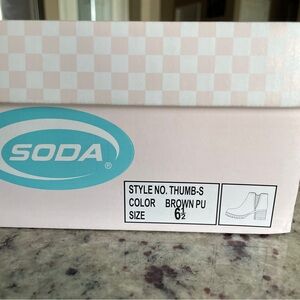 SODA
®
STYLE NO. THUMB-S
COLOR BROWN PU
SIZE 6½